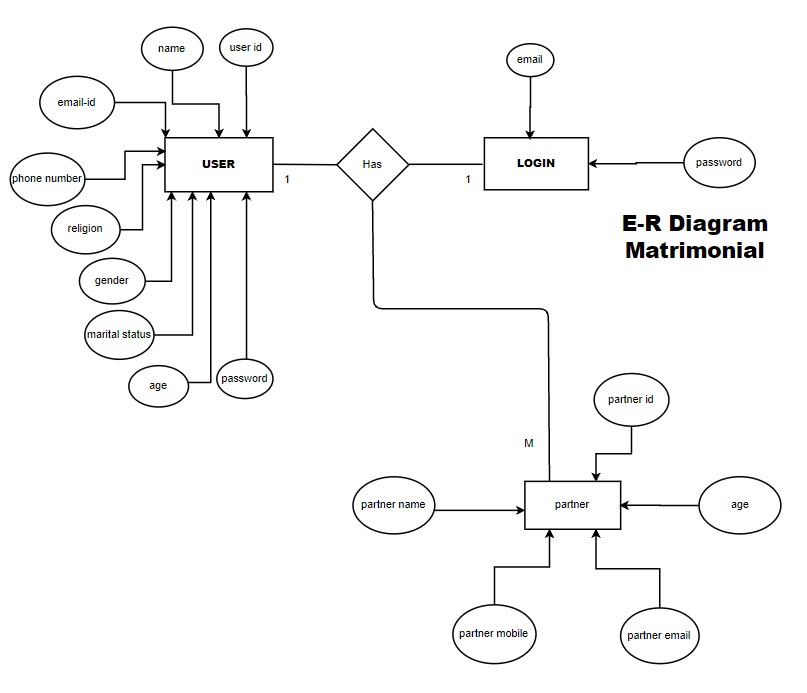 name
user id
email
email-id
USER
Has
LOGIN
password
phone number
1
1
religion
E-R Diagram
Matrimonial
gender
marital status
age
password
partner id
M
partner name
partner
age
partner mobile
partner email